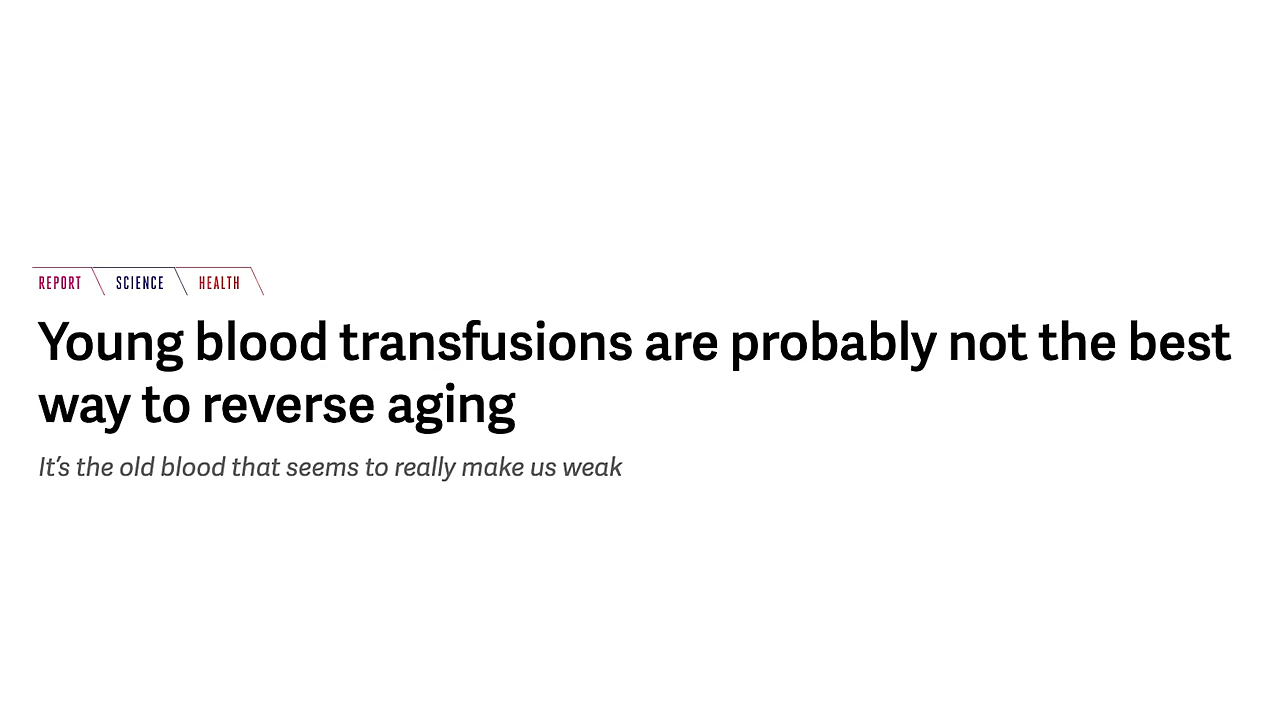 REPORT SCIENCE HEALTH
Young blood transfusions are probably not the best
way to reverse aging
It's the old blood that seems to really make us weak